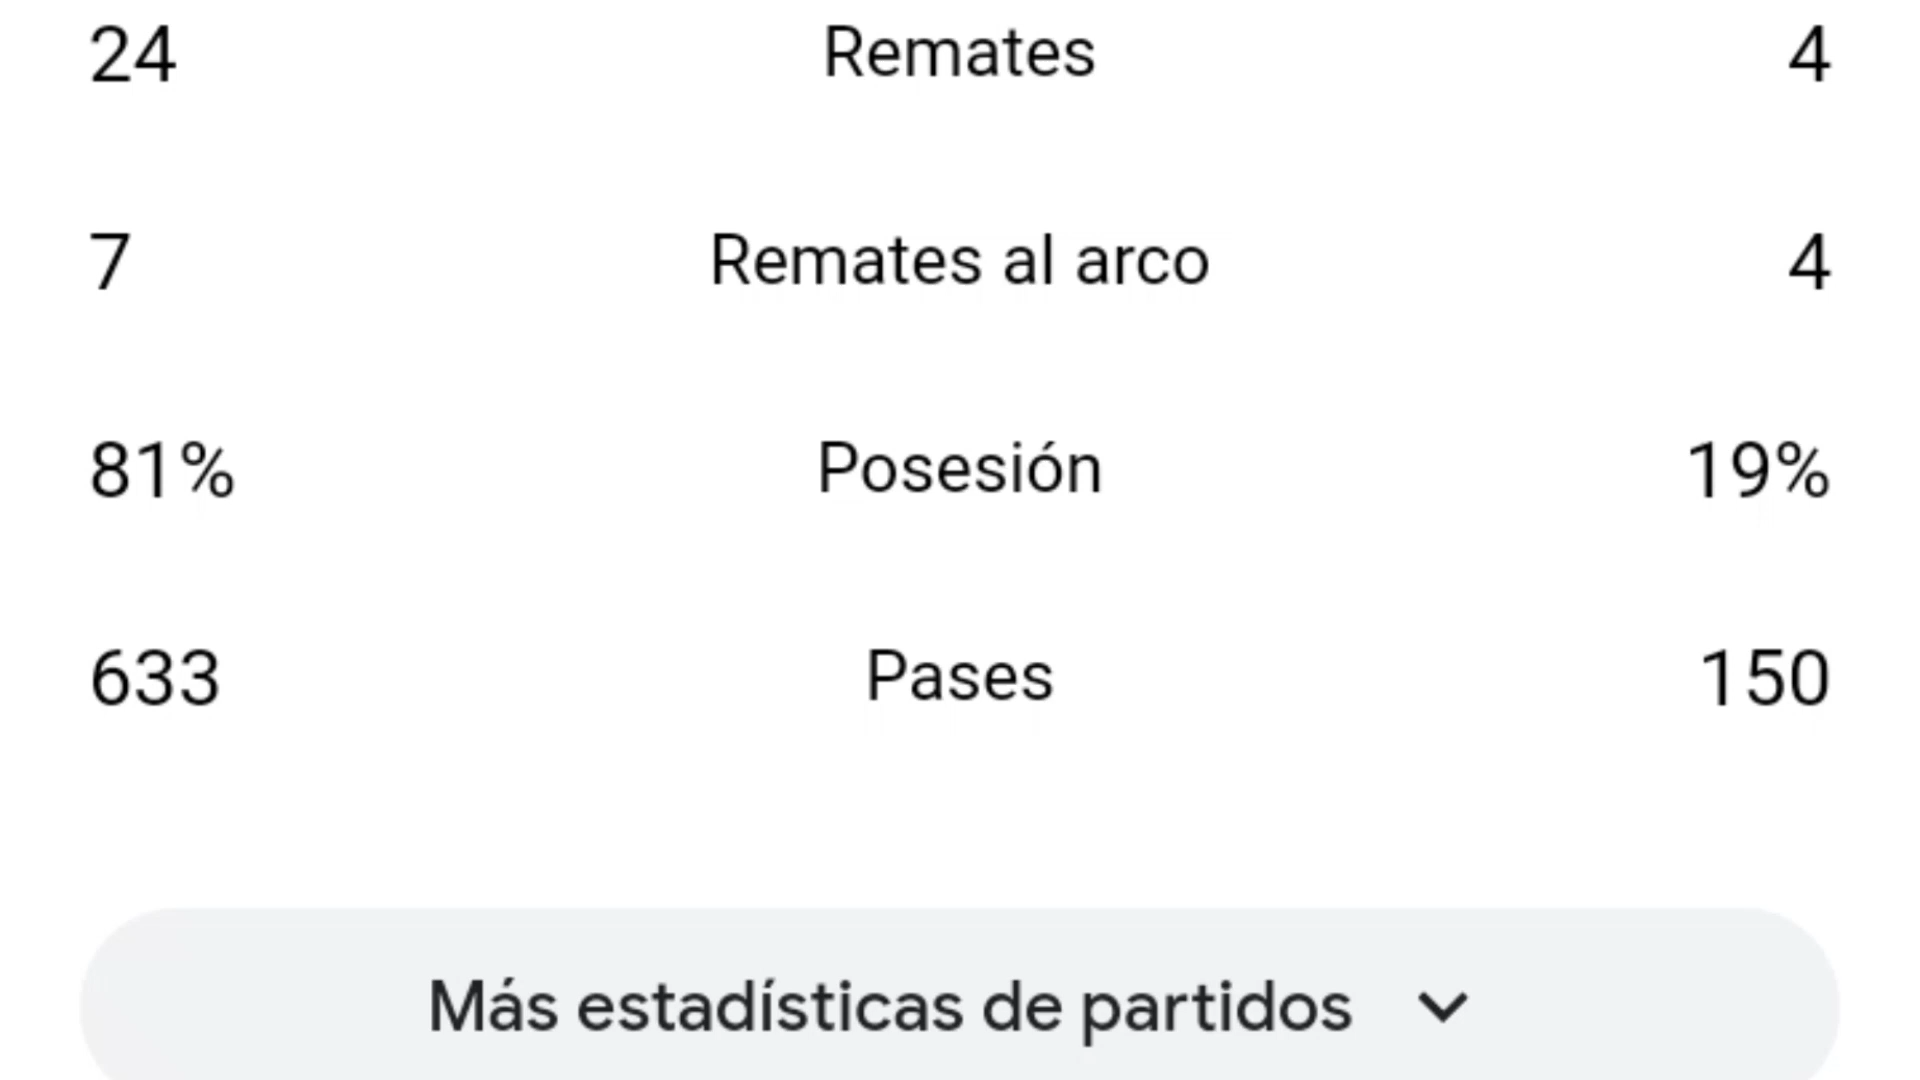 24 Remates 4
7 Remates al arco 4
81% Posesión 19%
633 Pases 150
Más estadísticas de partidos